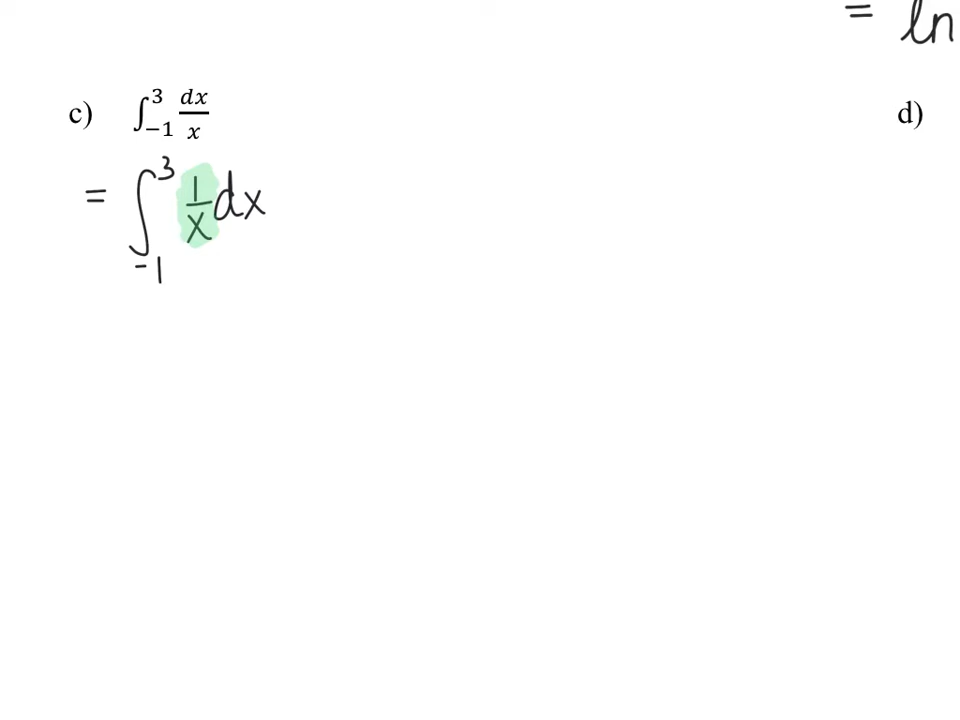 = ln
c) ∫_{-1}^{3} dx/x
d)
= ∫_{-1}^{3} 1/x dx